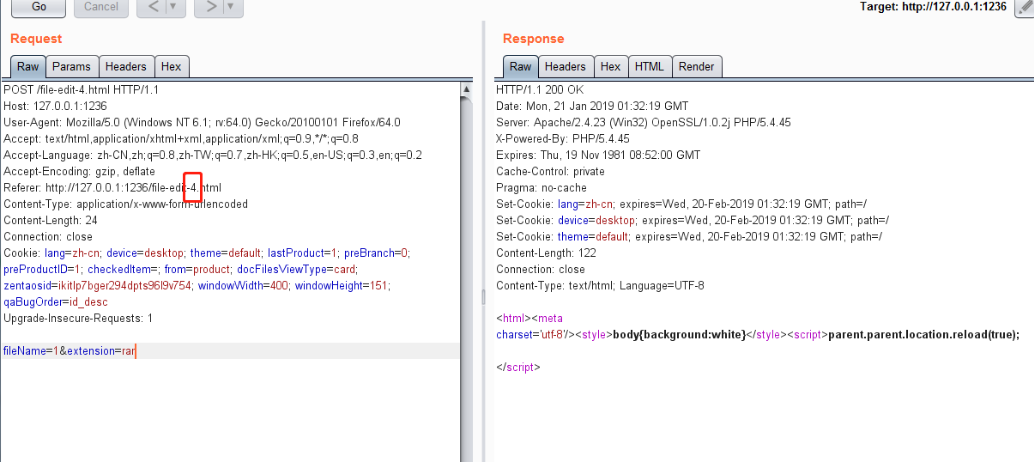 Go
Cancel
<
>
Target: http://127.0.0.1:1236
Request
Raw
Params
Headers
Hex
POST /file-edit-4.html HTTP/1.1
Host: 127.0.0.1:1236
User-Agent: Mozilla/5.0 (Windows NT 6.1; rv:64.0) Gecko/20100101 Firefox/64.0
Accept: text/html,application/xhtml+xml,application/xml;q=0.9,*/*;q=0.8
Accept-Language: zh-CN,zh;q=0.8,zh-TW;q=0.7,zh-HK;q=0.5,en-US;q=0.3,en;q=0.2
Accept-Encoding: gzip, deflate
Referer: http://127.0.0.1:1236/file-edit-4.html
Content-Type: application/x-www-form-urlencoded
Content-Length: 24
Connection: close
Cookie: lang=zh-cn; device=desktop; theme=default; lastProduct=1; preBranch=0;
preProductID=1; checkedItem=; from=product; docFilesViewType=card;
zentaosid=ikitlp7bger294dpts96l9v754; windowWidth=400; windowHeight=151;
qaBugOrder=id_desc
Upgrade-Insecure-Requests: 1
fileName=1&extension=rar
Response
Raw
Headers
Hex
HTML
Render
HTTP/1.1 200 OK
Date: Mon, 21 Jan 2019 01:32:19 GMT
Server: Apache/2.4.23 (Win32) OpenSSL/1.0.2j PHP/5.4.45
X-Powered-By: PHP/5.4.45
Expires: Thu, 19 Nov 1981 08:52:00 GMT
Cache-Control: private
Pragma: no-cache
Set-Cookie: lang=zh-cn; expires=Wed, 20-Feb-2019 01:32:19 GMT; path=/
Set-Cookie: device=desktop; expires=Wed, 20-Feb-2019 01:32:19 GMT; path=/
Set-Cookie: theme=default; expires=Wed, 20-Feb-2019 01:32:19 GMT; path=/
Content-Length: 122
Connection: close
Content-Type: text/html; Language=UTF-8
<html><meta
charset='utf-8'/><style>body{background:white}</style><script>parent.parent.location.reload(true);
</script>